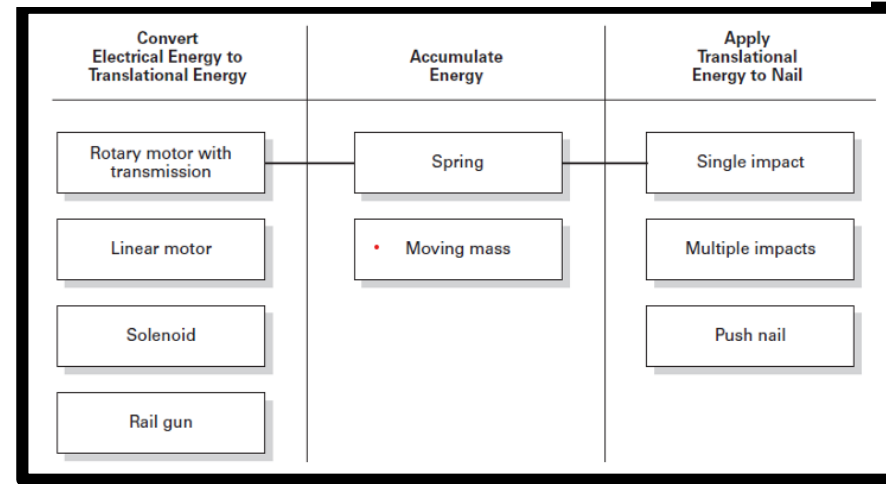 Convert
Electrical Energy to
Translational Energy
Accumulate
Energy
Apply
Translational
Energy to Nail
Rotary motor with
transmission
Spring
Single impact
Linear motor
Moving mass
Multiple impacts
Solenoid
Push nail
Rail gun